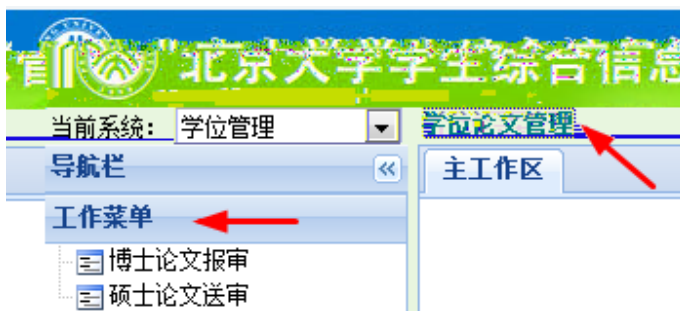 北京大学学生综合信息
当前系统： 学位管理 学位论文管理
导航栏 主工作区
工作菜单
博士论文报审
硕士论文送审